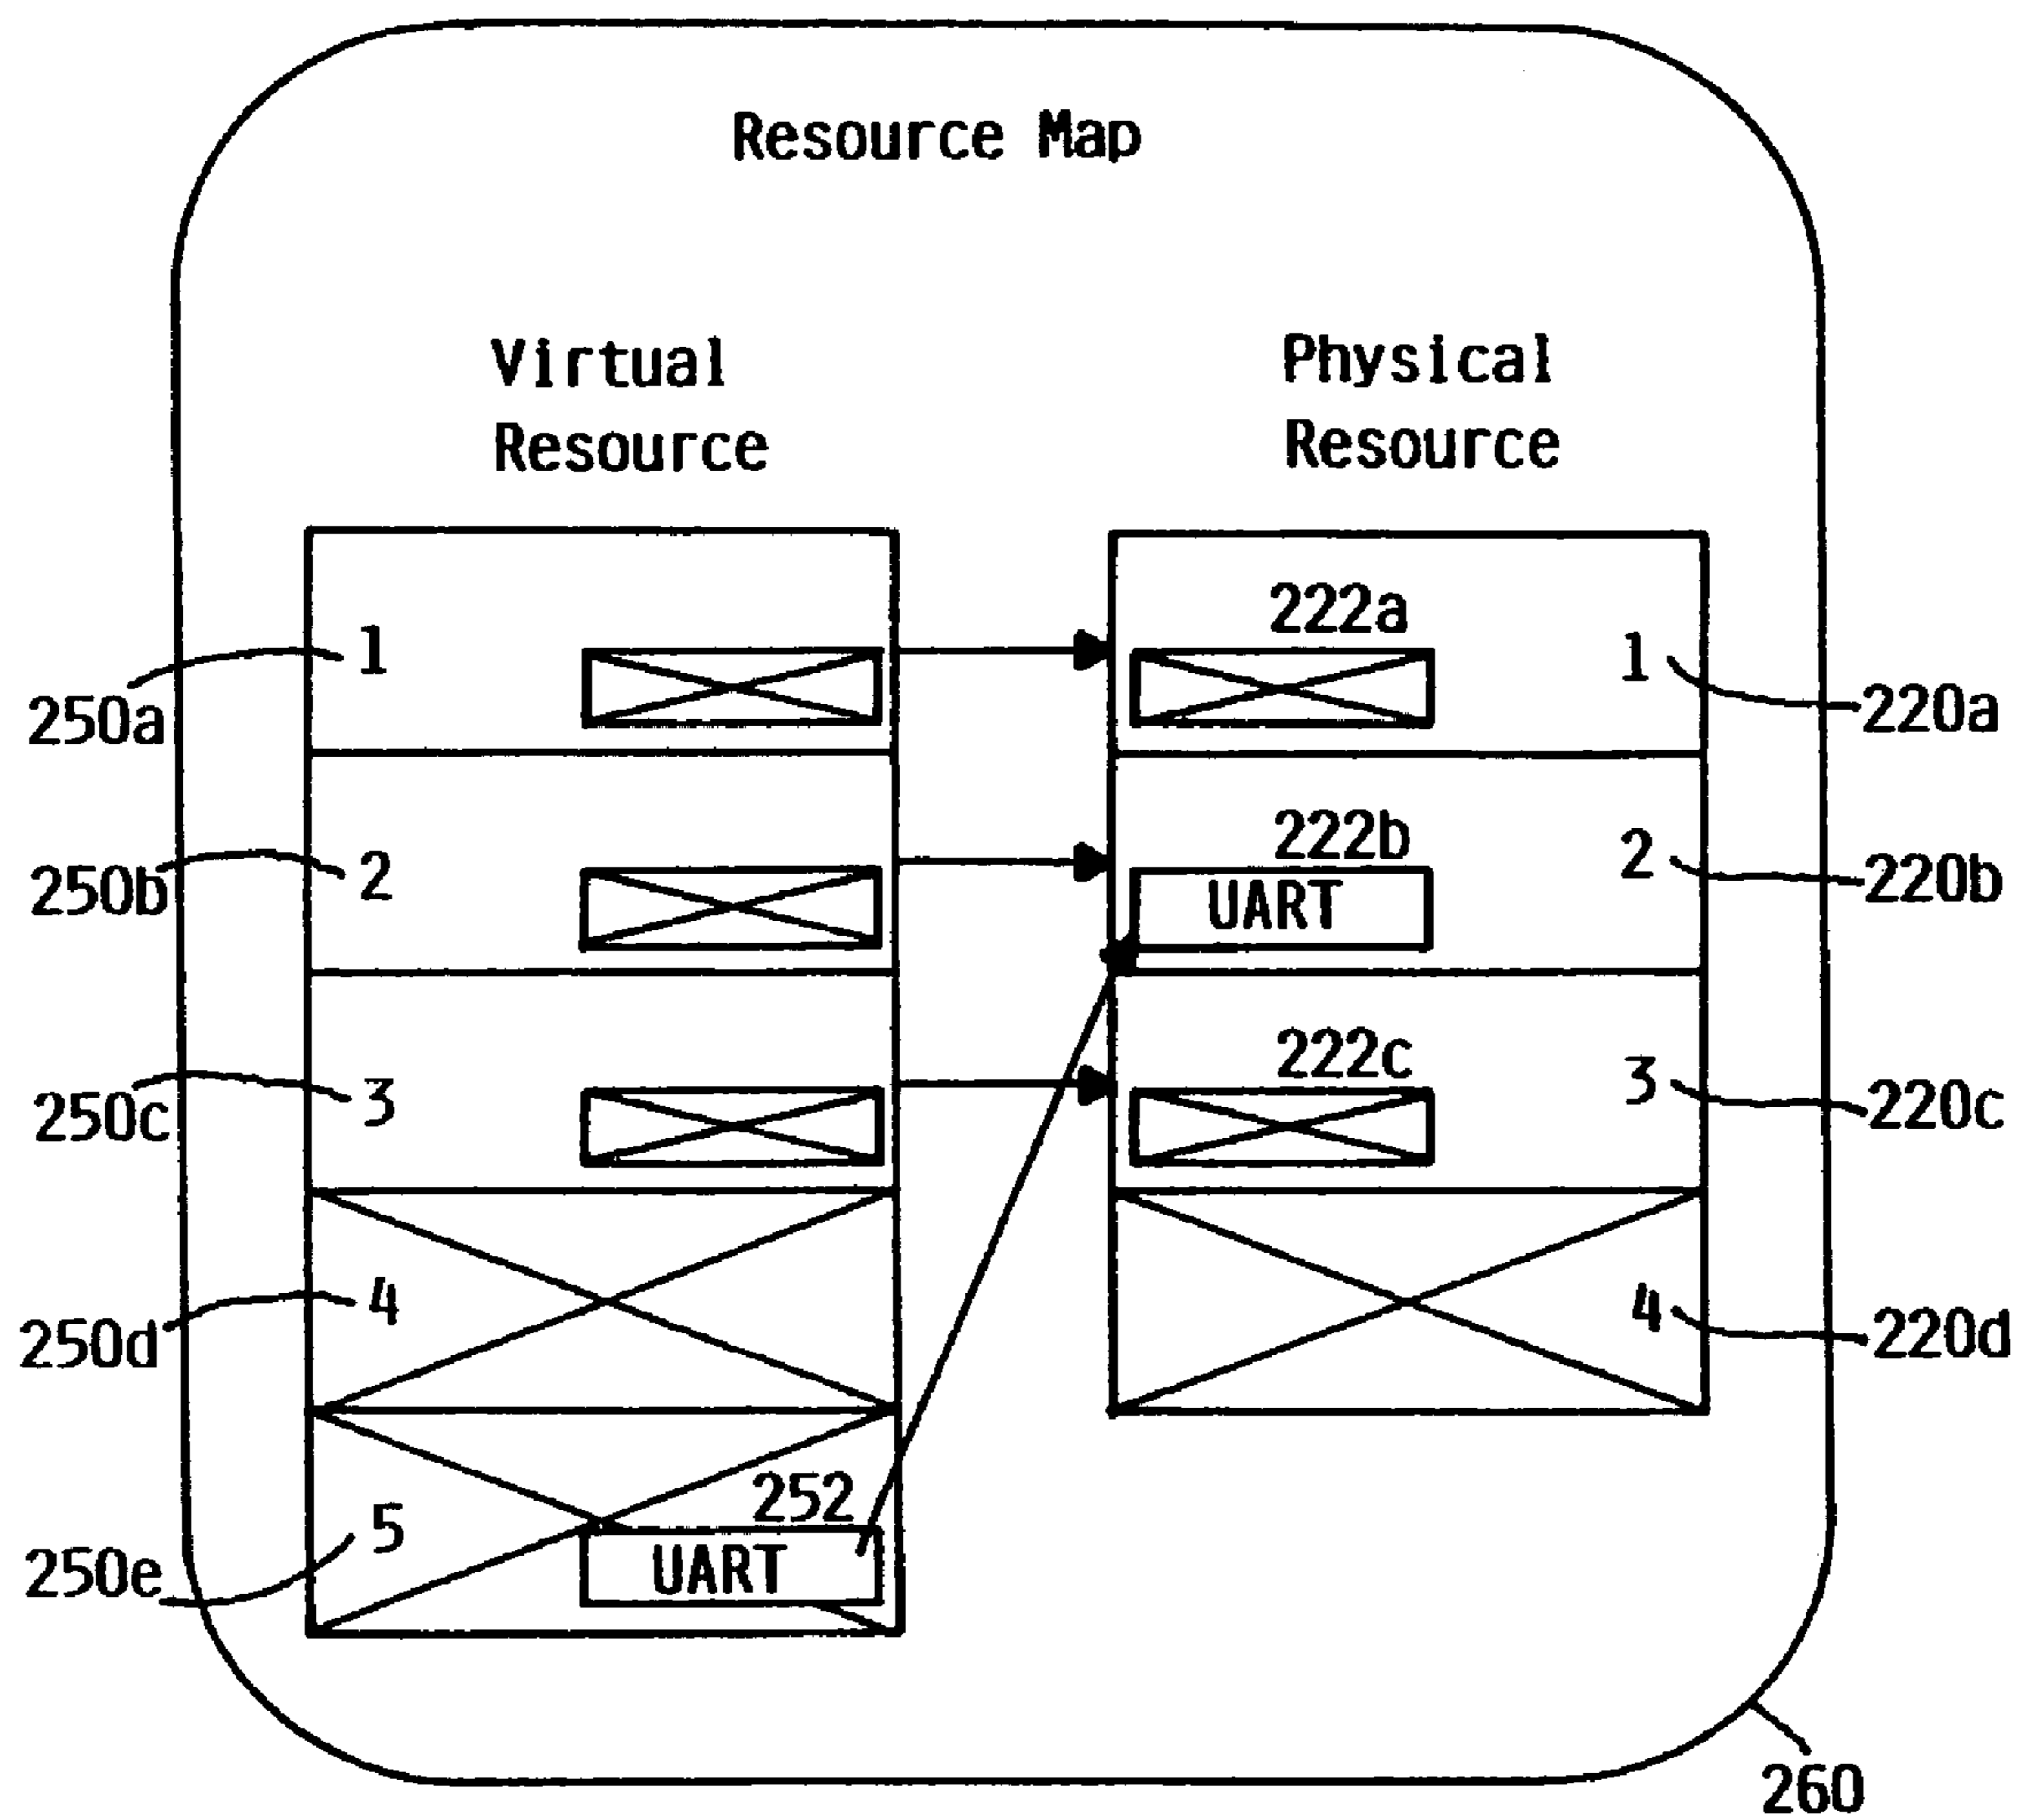 Resource Map
Virtual
Resource
Physical
Resource
222a
1
1
250a
220a
222b
2
2
250b
UART
220b
222c
3
3
250c
220c
4
4
250d
220d
252
5
250e
UART
260